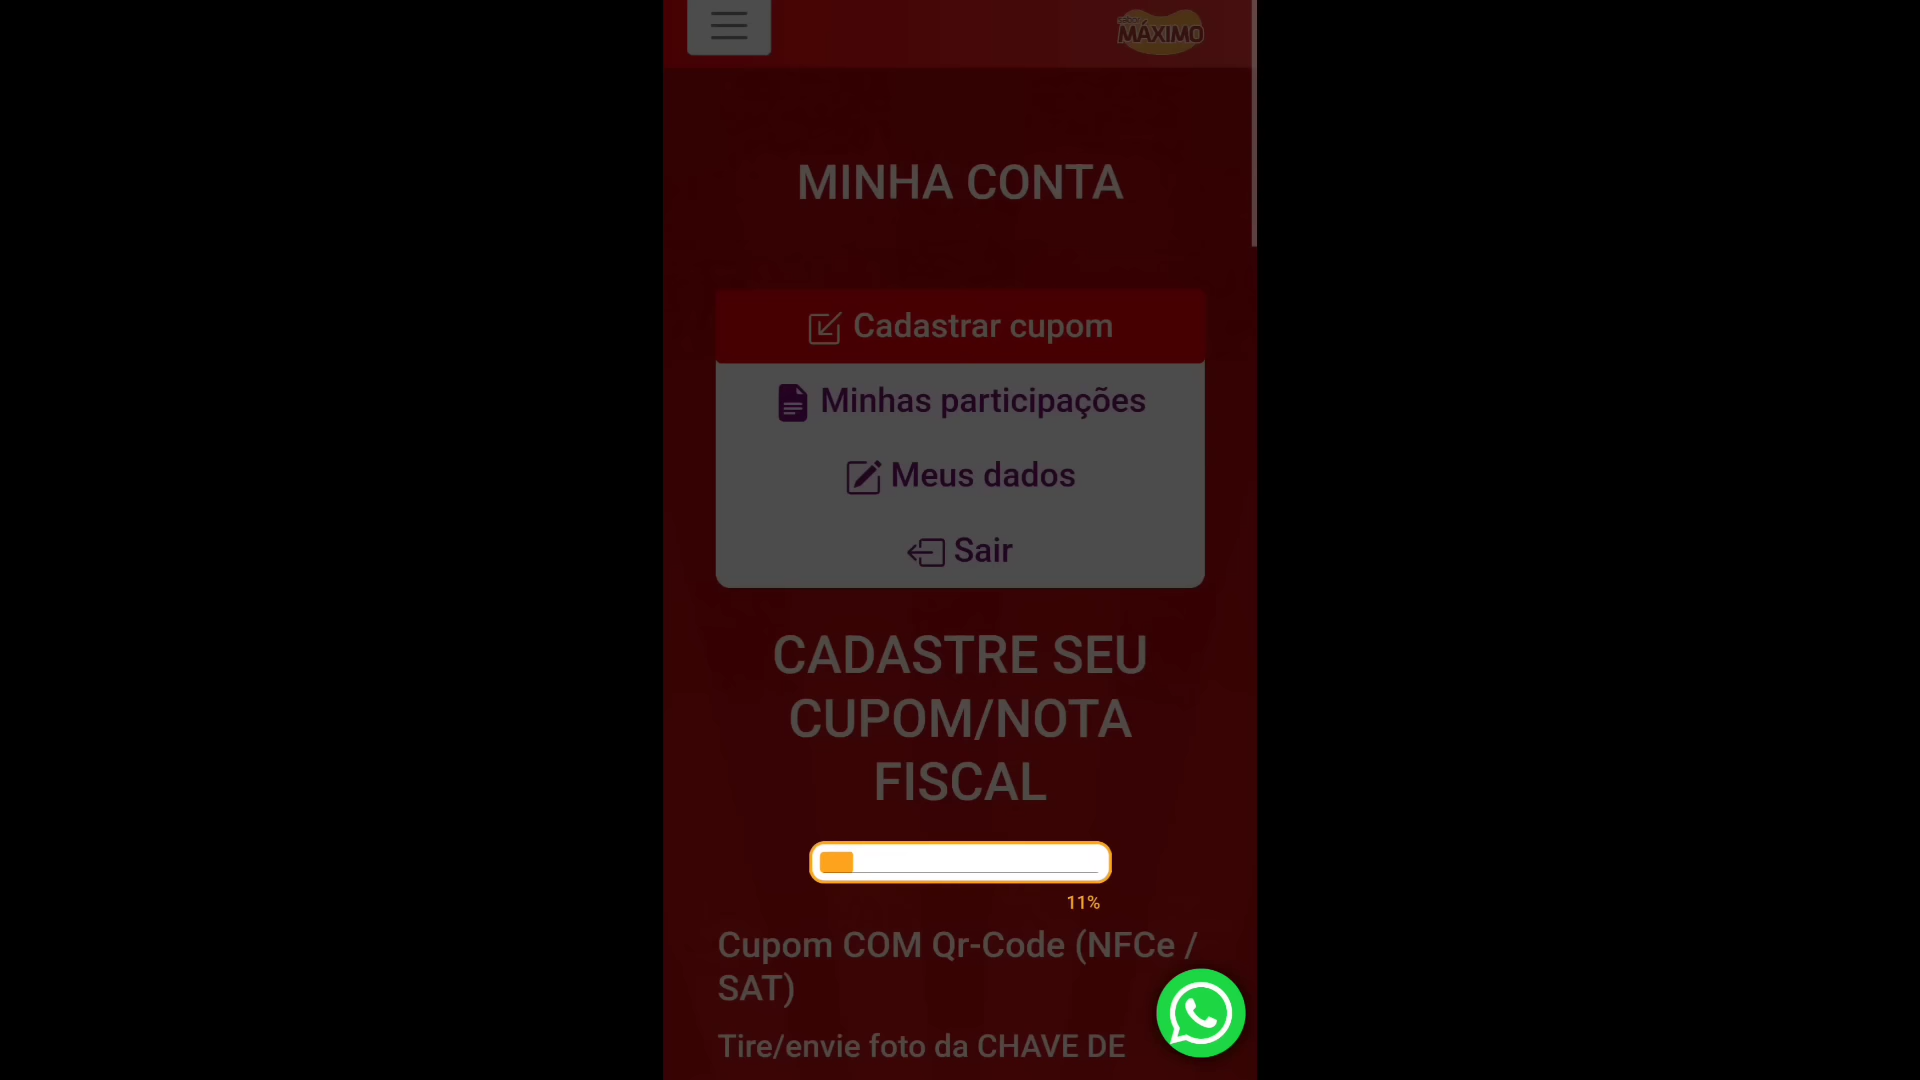 MÁXIMO
MINHA CONTA
Cadastrar cupom
Minhas participações
Meus dados
Sair
CADASTRE SEU
CUPOM/NOTA
FISCAL
11%
Cupom COM Qr-Code (NFCe /
SAT)
Tire/envie foto da CHAVE DE